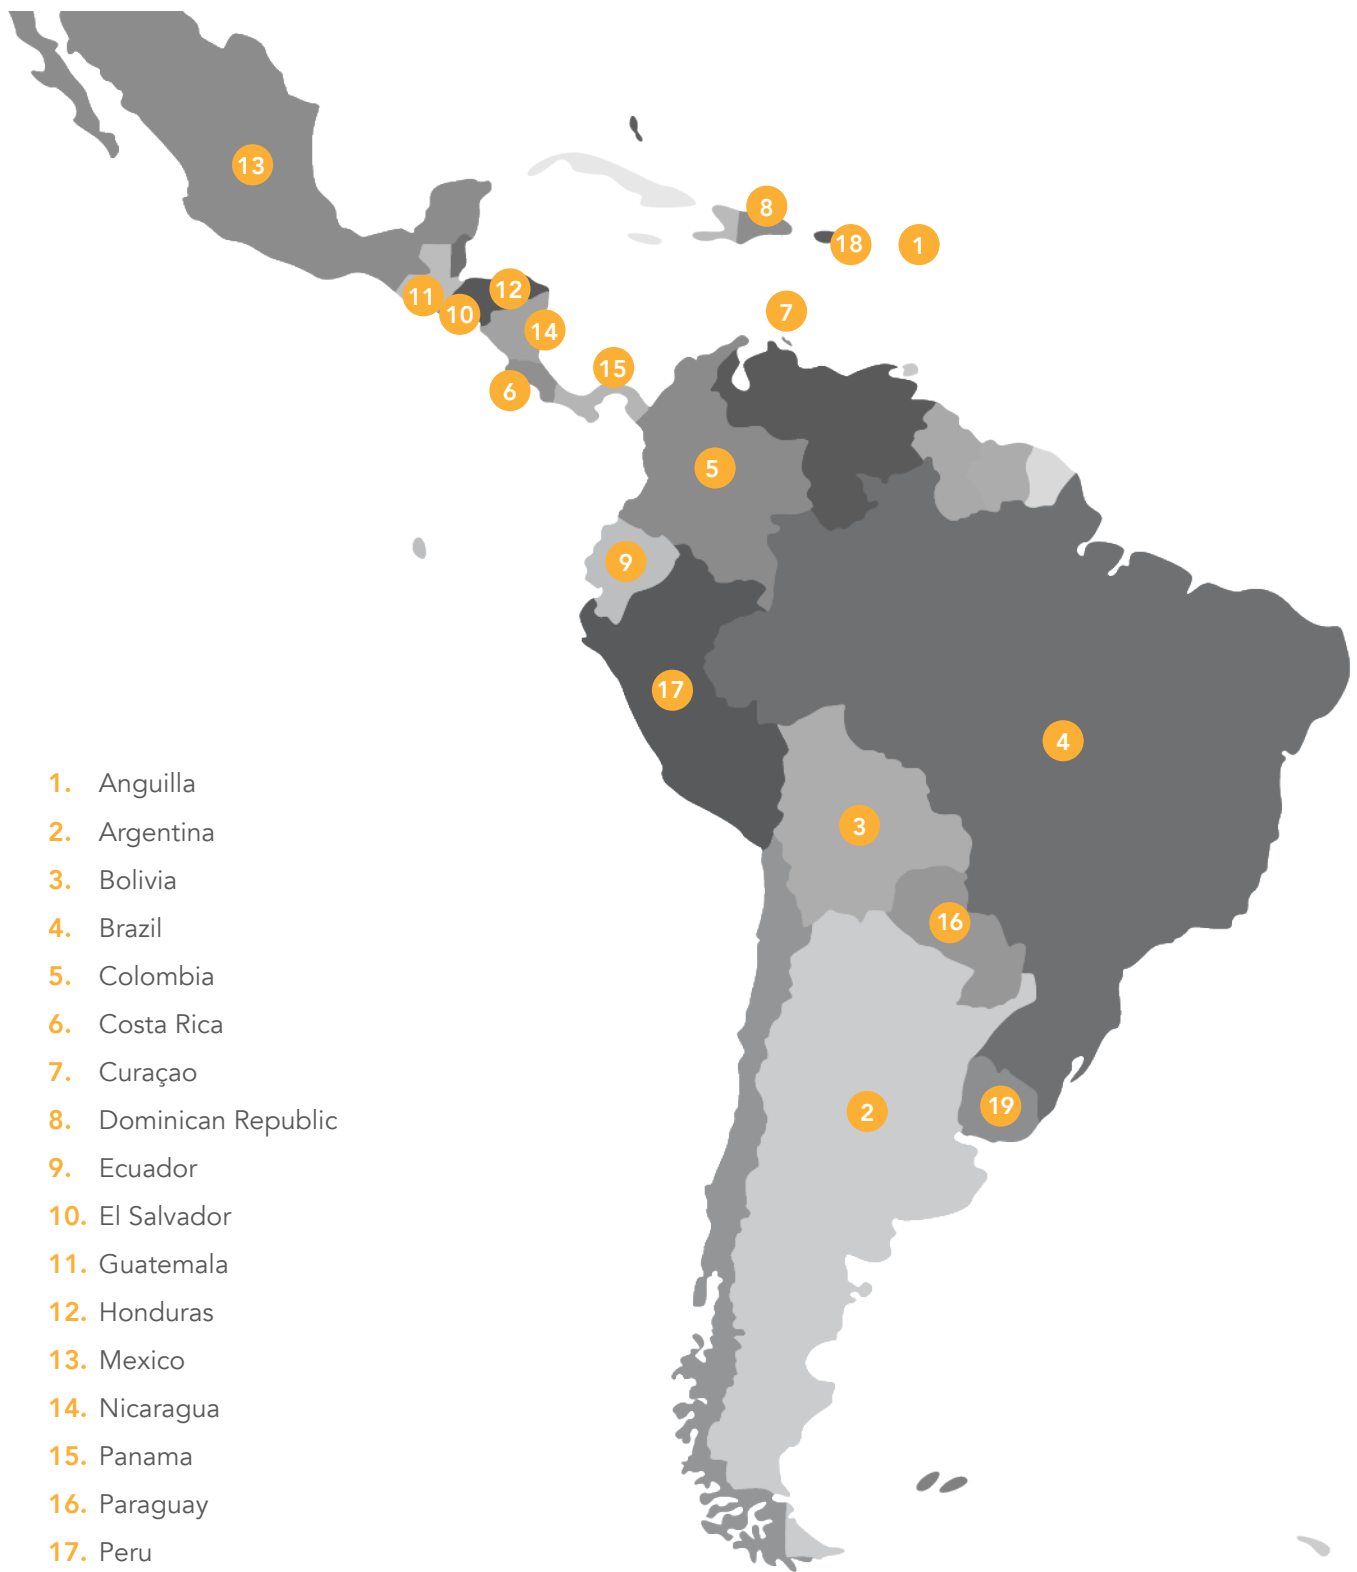 13
8
18
1
11
12
10
7
14
15
6
5
9
17
4
3
16
2
19
1. Anguilla
2. Argentina
3. Bolivia
4. Brazil
5. Colombia
6. Costa Rica
7. Curaçao
8. Dominican Republic
9. Ecuador
10. El Salvador
11. Guatemala
12. Honduras
13. Mexico
14. Nicaragua
15. Panama
16. Paraguay
17. Peru